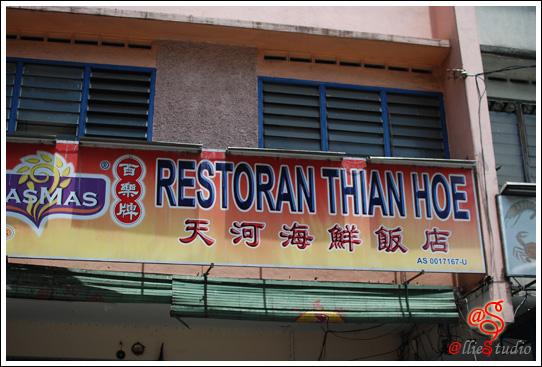 ASMAS
百樂牌
RESTORAN THIAN HOE
天河海鮮飯店
AS 0017167-U
@llieStudio